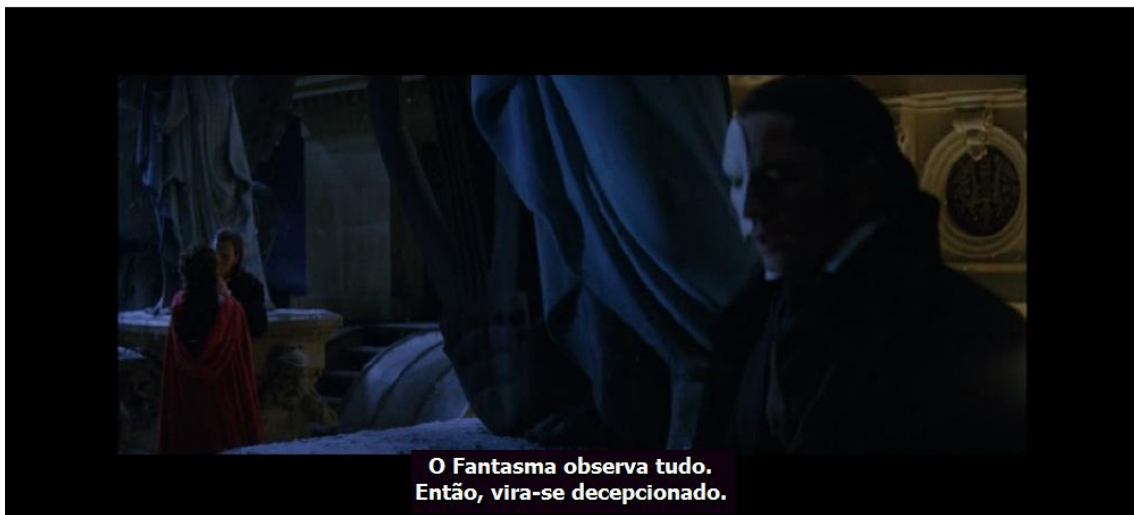 O Fantasma observa tudo.
Então, vira-se decepcionado.